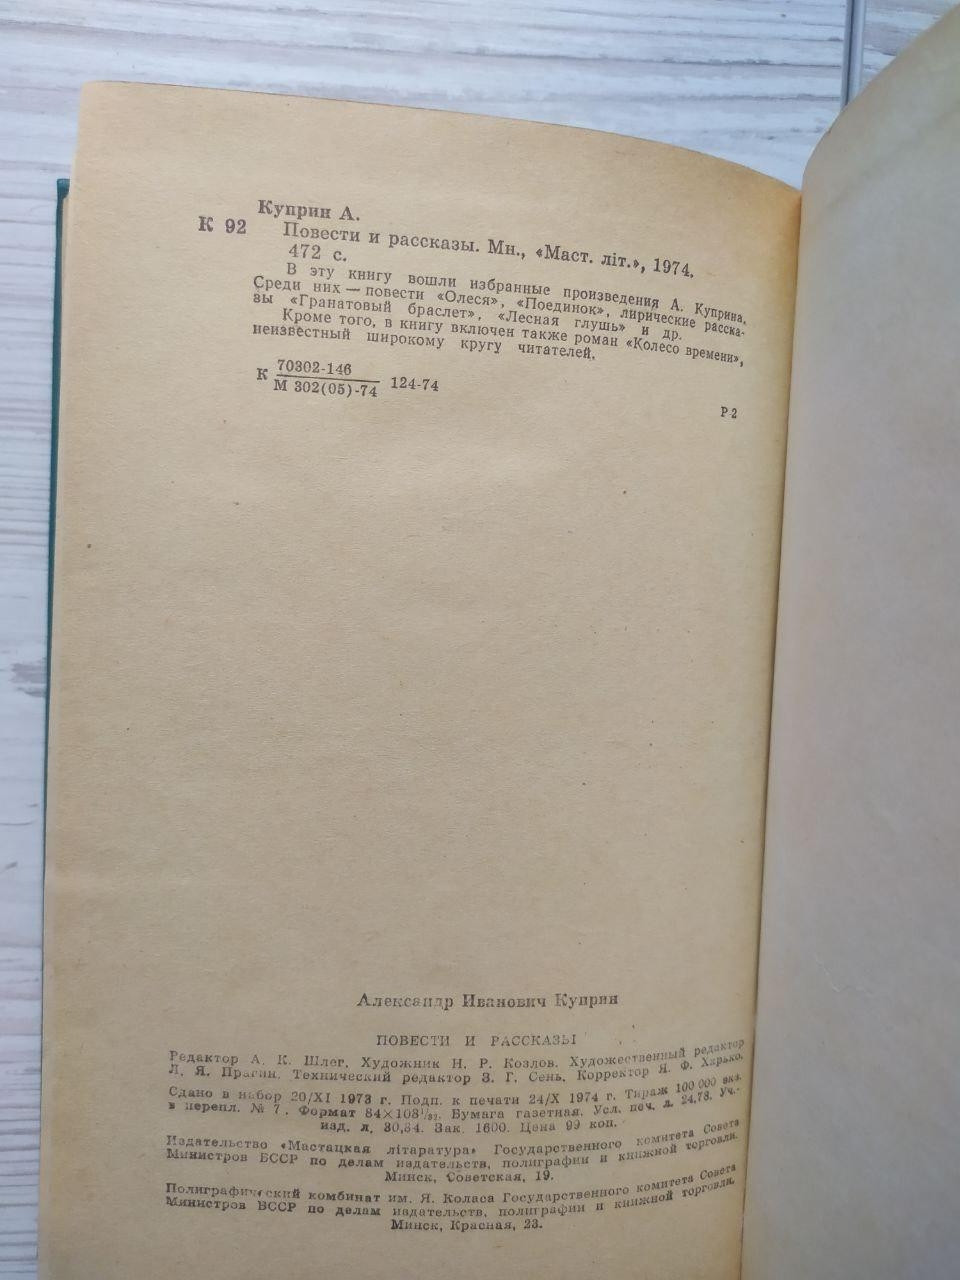 Куприн А.
К 92
Повести и рассказы. Мн., «Маст. літ.», 1974.
472 с.
В эту книгу вошли избранные произведения А. Куприна.
Среди них — повести «Олеся», «Поединок», лирические расска-
зы «Гранатовый браслет», «Лесная глушь» и др.
Кроме того, в книгу включен также роман «Колесо времени»,
неизвестный широкому кругу читателей.
К 70302-146
М 302(05)-74 124-74
Р2
Александр Иванович Куприн
ПОВЕСТИ И РАССКАЗЫ
Редактор А. К. Шлег. Художник Н. Р. Козлов. Художественный редактор
Л. Я. Прагин. Технический редактор З. Г. Сень. Корректор Я. Ф. Харько.
Сдано в набор 20/XI 1973 г. Подп. к печати 24/X 1974 г. Тираж 100 000 экз.
в перепл. № 7. Формат 84×108¹/₃₂. Бумага газетная. Усл. печ. л. 24,78. Уч.-
изд. л. 30,84. Зак. 1600. Цена 99 коп.
Издательство «Мастацкая літаратура» Государственного комитета Совета
Министров БССР по делам издательств, полиграфии и книжной торговли.
Минск, Советская, 19.
Полиграфический комбинат им. Я. Коласа Государственного комитета Совета
Министров БССР по делам издательств, полиграфии и книжной торговли.
Минск, Красная, 23.